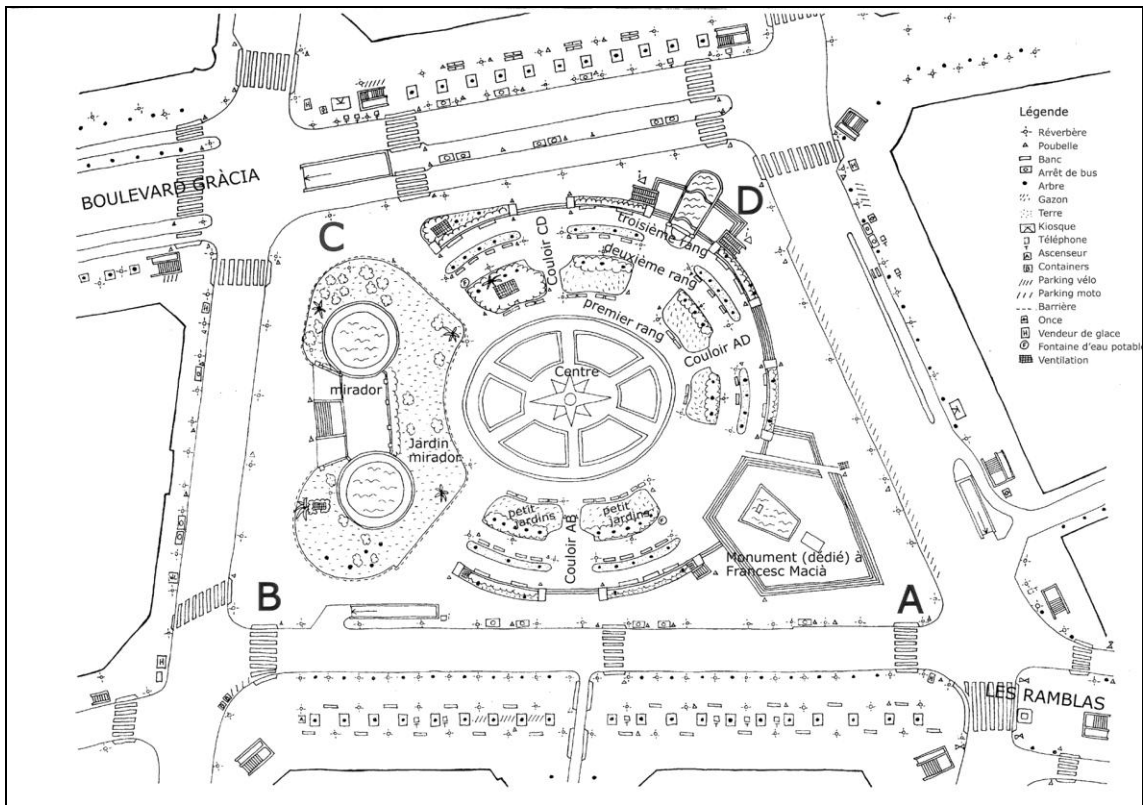 BOULEVARD GRÀCIA
C
D
mirador
Jardin
mirador
Couloir CD
troisième rang
deuxième rang
premier rang
Couloir AD
Centre
petit
jardins
petit
jardins
Couloir AB
Monument (dédié) à
Francesc Macià
B
A
LES RAMBLAS
Légende
Réverbère
Poubelle
Banc
Arrêt de bus
Arbre
Gazon
Terre
Kiosque
Téléphone
Ascenseur
Containers
Parking vélo
Parking moto
Barrière
Once
Vendeur de glace
Fontaine d'eau potable
Ventilation